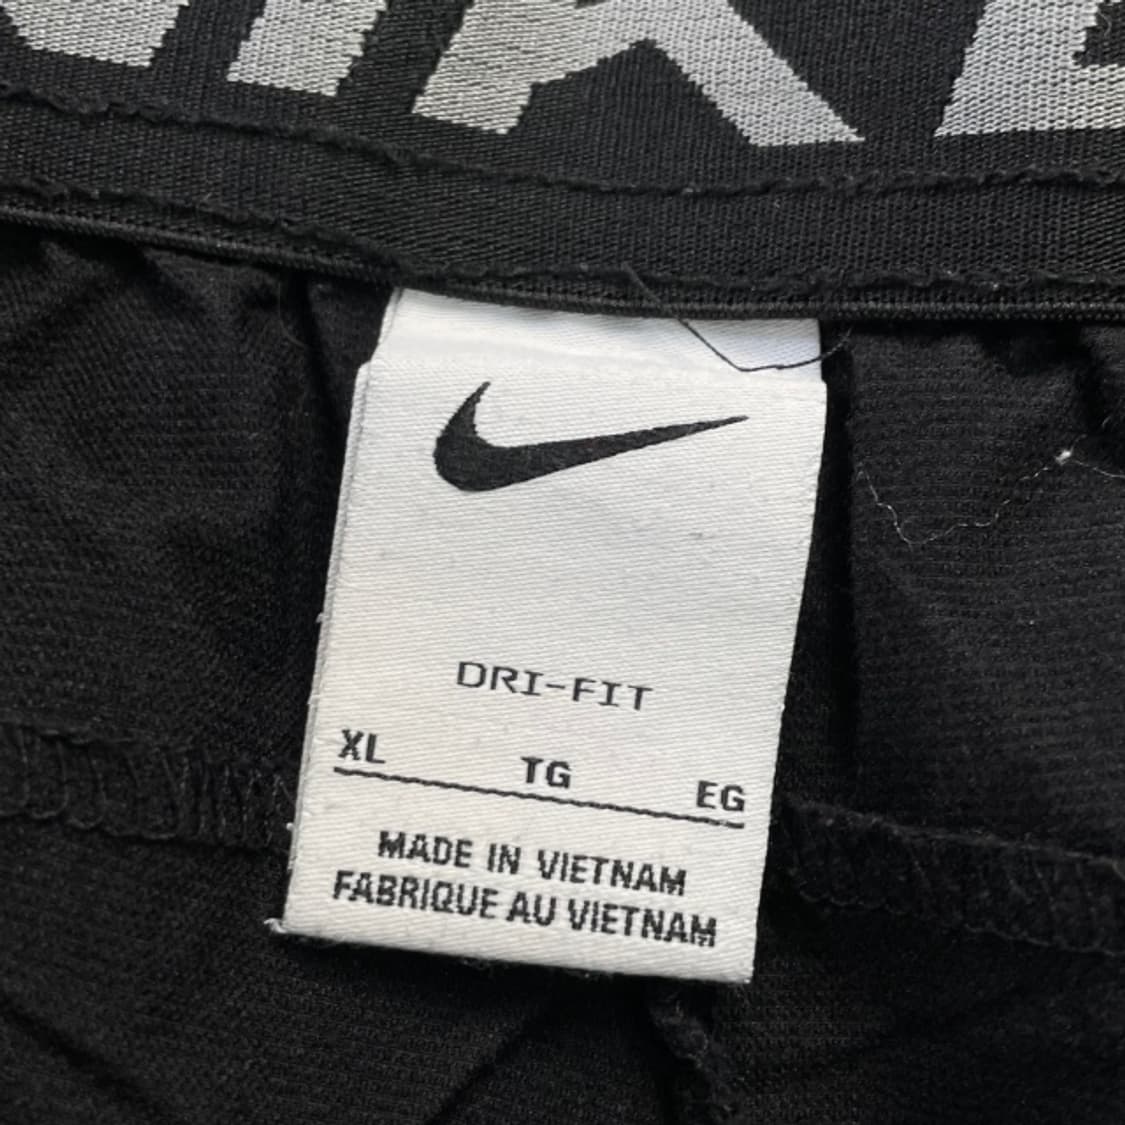 DRI-FIT
XL TG EG
MADE IN VIETNAM
FABRIQUE AU VIETNAM